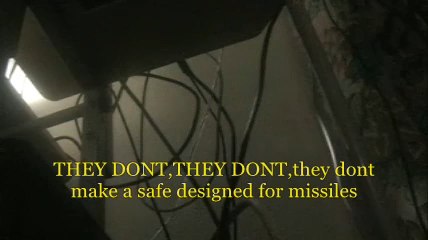 THEY DONT,THEY DONT,they dont
make a safe designed for missiles